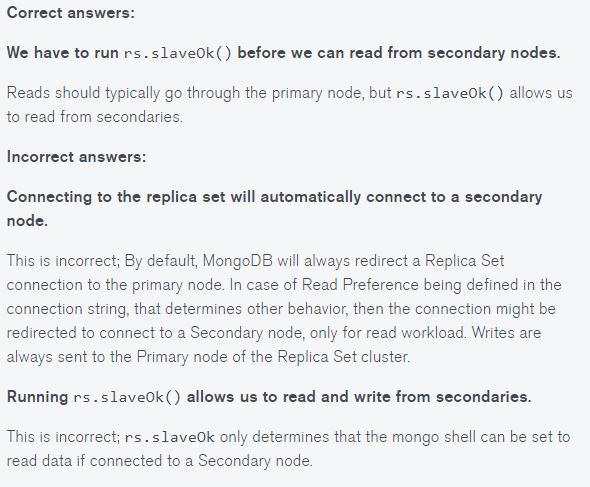 Correct answers:
We have to run rs.slaveOk() before we can read from secondary nodes.
Reads should typically go through the primary node, but rs.slaveOk() allows us
to read from secondaries.
Incorrect answers:
Connecting to the replica set will automatically connect to a secondary
node.
This is incorrect; By default, MongoDB will always redirect a Replica Set
connection to the primary node. In case of Read Preference being defined in the
connection string, that determines other behavior, then the connection might be
redirected to connect to a Secondary node, only for read workload. Writes are
always sent to the Primary node of the Replica Set cluster.
Running rs.slaveOk() allows us to read and write from secondaries.
This is incorrect; rs.slaveOk only determines that the mongo shell can be set to
read data if connected to a Secondary node.